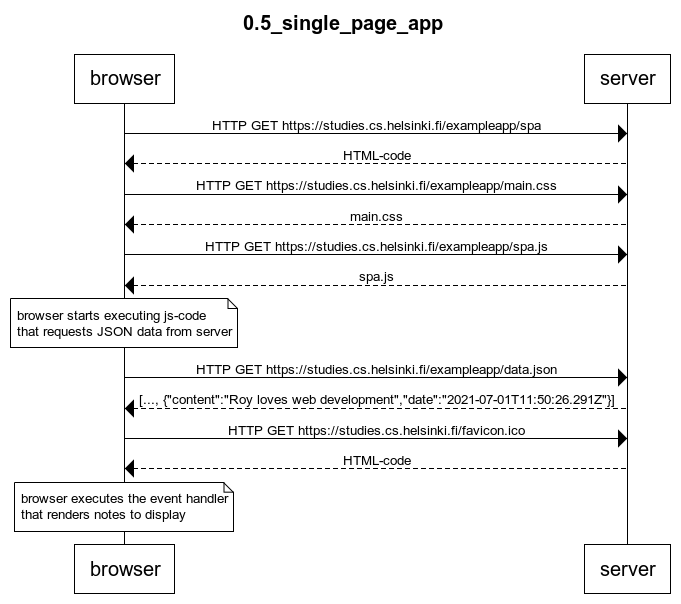 0.5_single_page_app
browser
server
HTTP GET https://studies.cs.helsinki.fi/exampleapp/spa
HTML-code
HTTP GET https://studies.cs.helsinki.fi/exampleapp/main.css
main.css
HTTP GET https://studies.cs.helsinki.fi/exampleapp/spa.js
spa.js
browser starts executing js-code
that requests JSON data from server
HTTP GET https://studies.cs.helsinki.fi/exampleapp/data.json
[..., {"content":"Roy loves web development","date":"2021-07-01T11:50:26.291Z"}]
HTTP GET https://studies.cs.helsinki.fi/favicon.ico
HTML-code
browser executes the event handler
that renders notes to display
browser
server